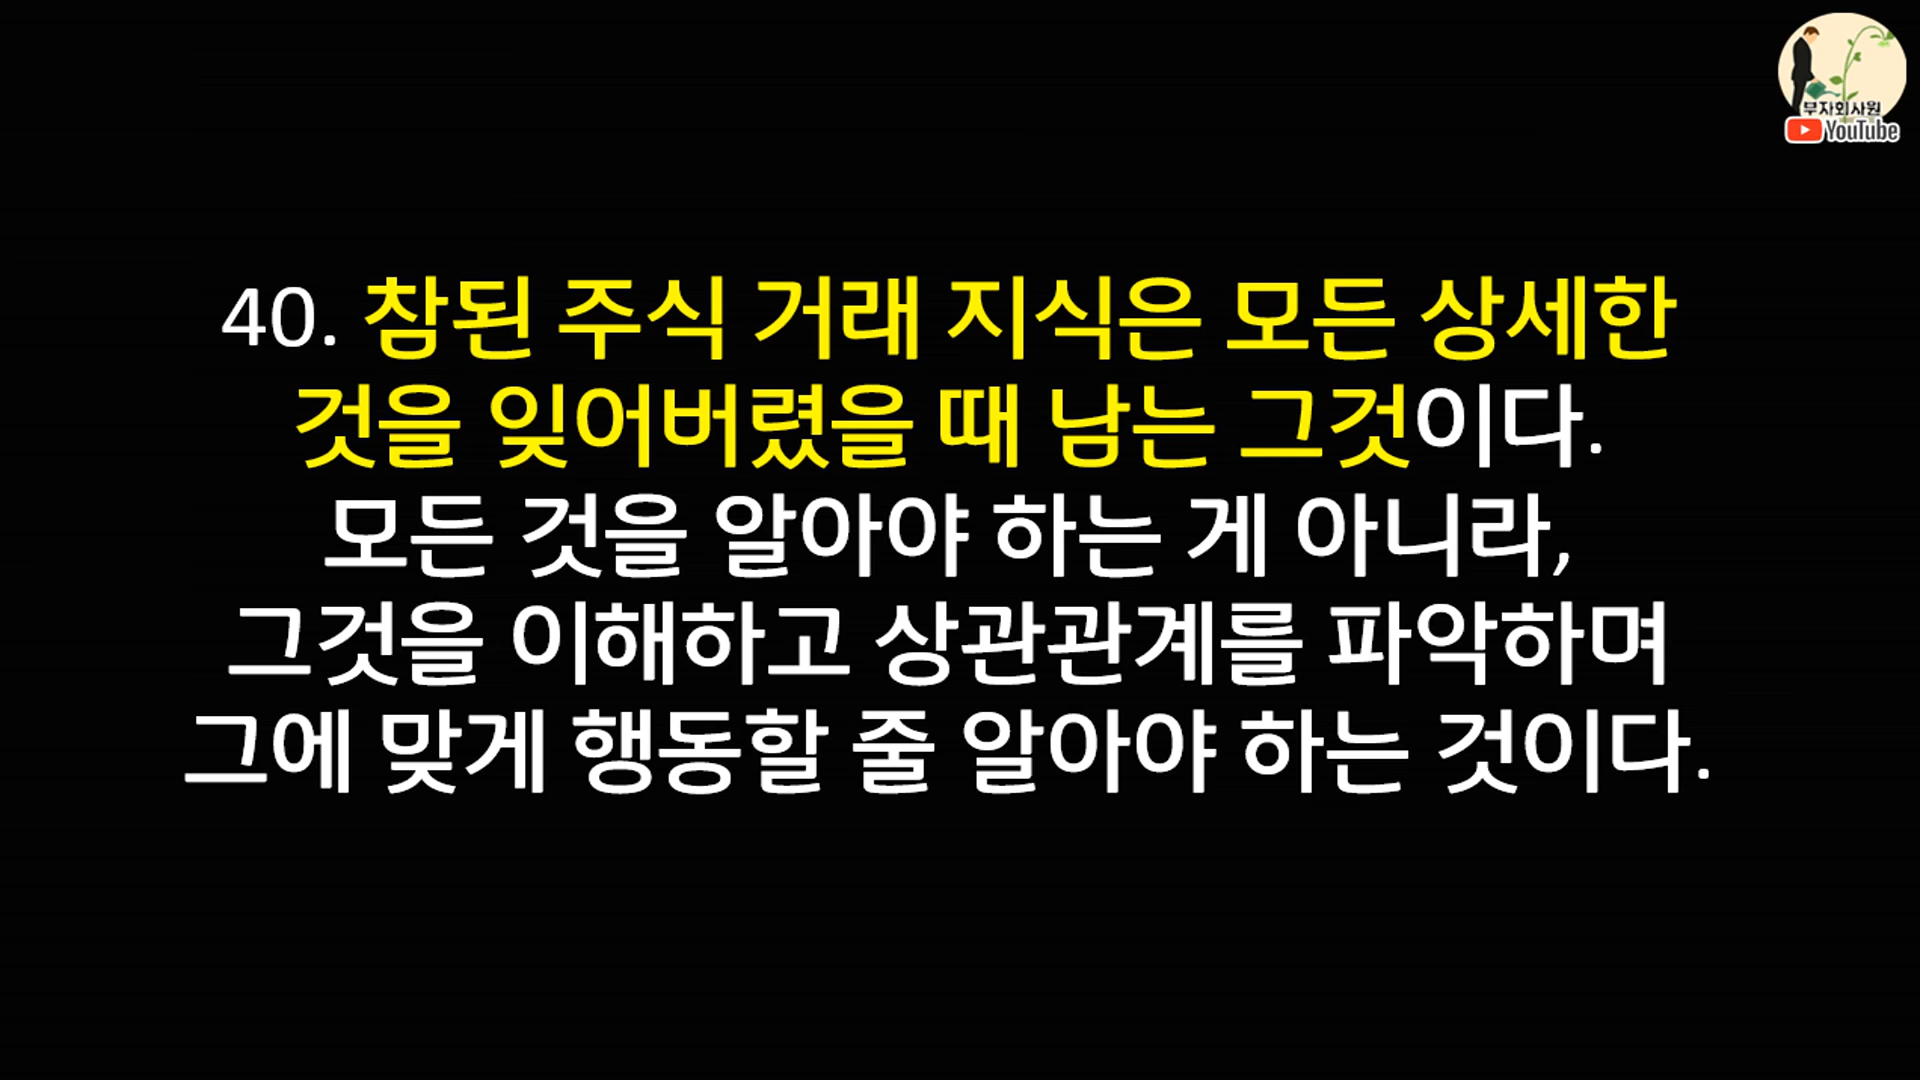 부자회사원
YouTube
40. 참된 주식 거래 지식은 모든 상세한
것을 잊어버렸을 때 남는 그것이다.
모든 것을 알아야 하는 게 아니라,
그것을 이해하고 상관관계를 파악하며
그에 맞게 행동할 줄 알아야 하는 것이다.